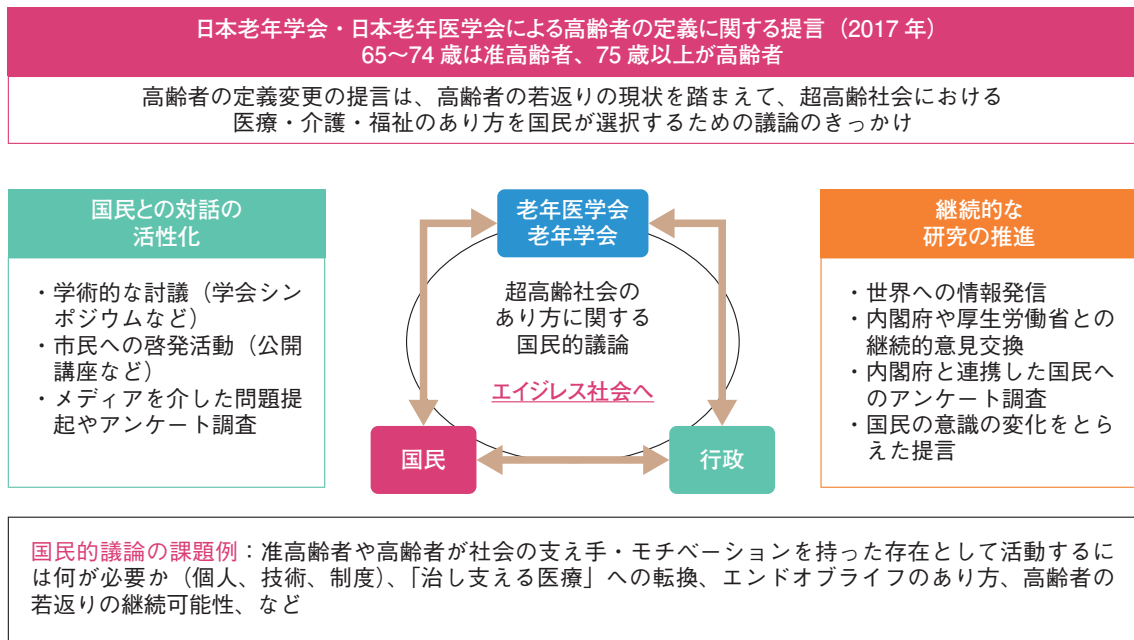 日本老年学会・日本老年医学会による高齢者の定義に関する提言（2017 年）
65～74 歳は准高齢者、75 歳以上が高齢者
高齢者の定義変更の提言は、高齢者の若返りの現状を踏まえて、超高齢社会における
医療・介護・福祉のあり方を国民が選択するための議論のきっかけ
国民との対話の
活性化
・学術的な討議（学会シン
ポジウムなど）
・市民への啓発活動（公開
講座など）
・メディアを介した問題提
起やアンケート調査
老年医学会
老年学会
超高齢社会の
あり方に関する
国民的議論
エイジレス社会へ
国民
行政
継続的な
研究の推進
・世界への情報発信
・内閣府や厚生労働省との
継続的意見交換
・内閣府と連携した国民へ
のアンケート調査
・国民の意識の変化をとら
えた提言
国民的議論の課題例：准高齢者や高齢者が社会の支え手・モチベーションを持った存在として活動するに
は何が必要か（個人、技術、制度）、「治し支える医療」への転換、エンドオブライフのあり方、高齢者の
若返りの継続可能性、など